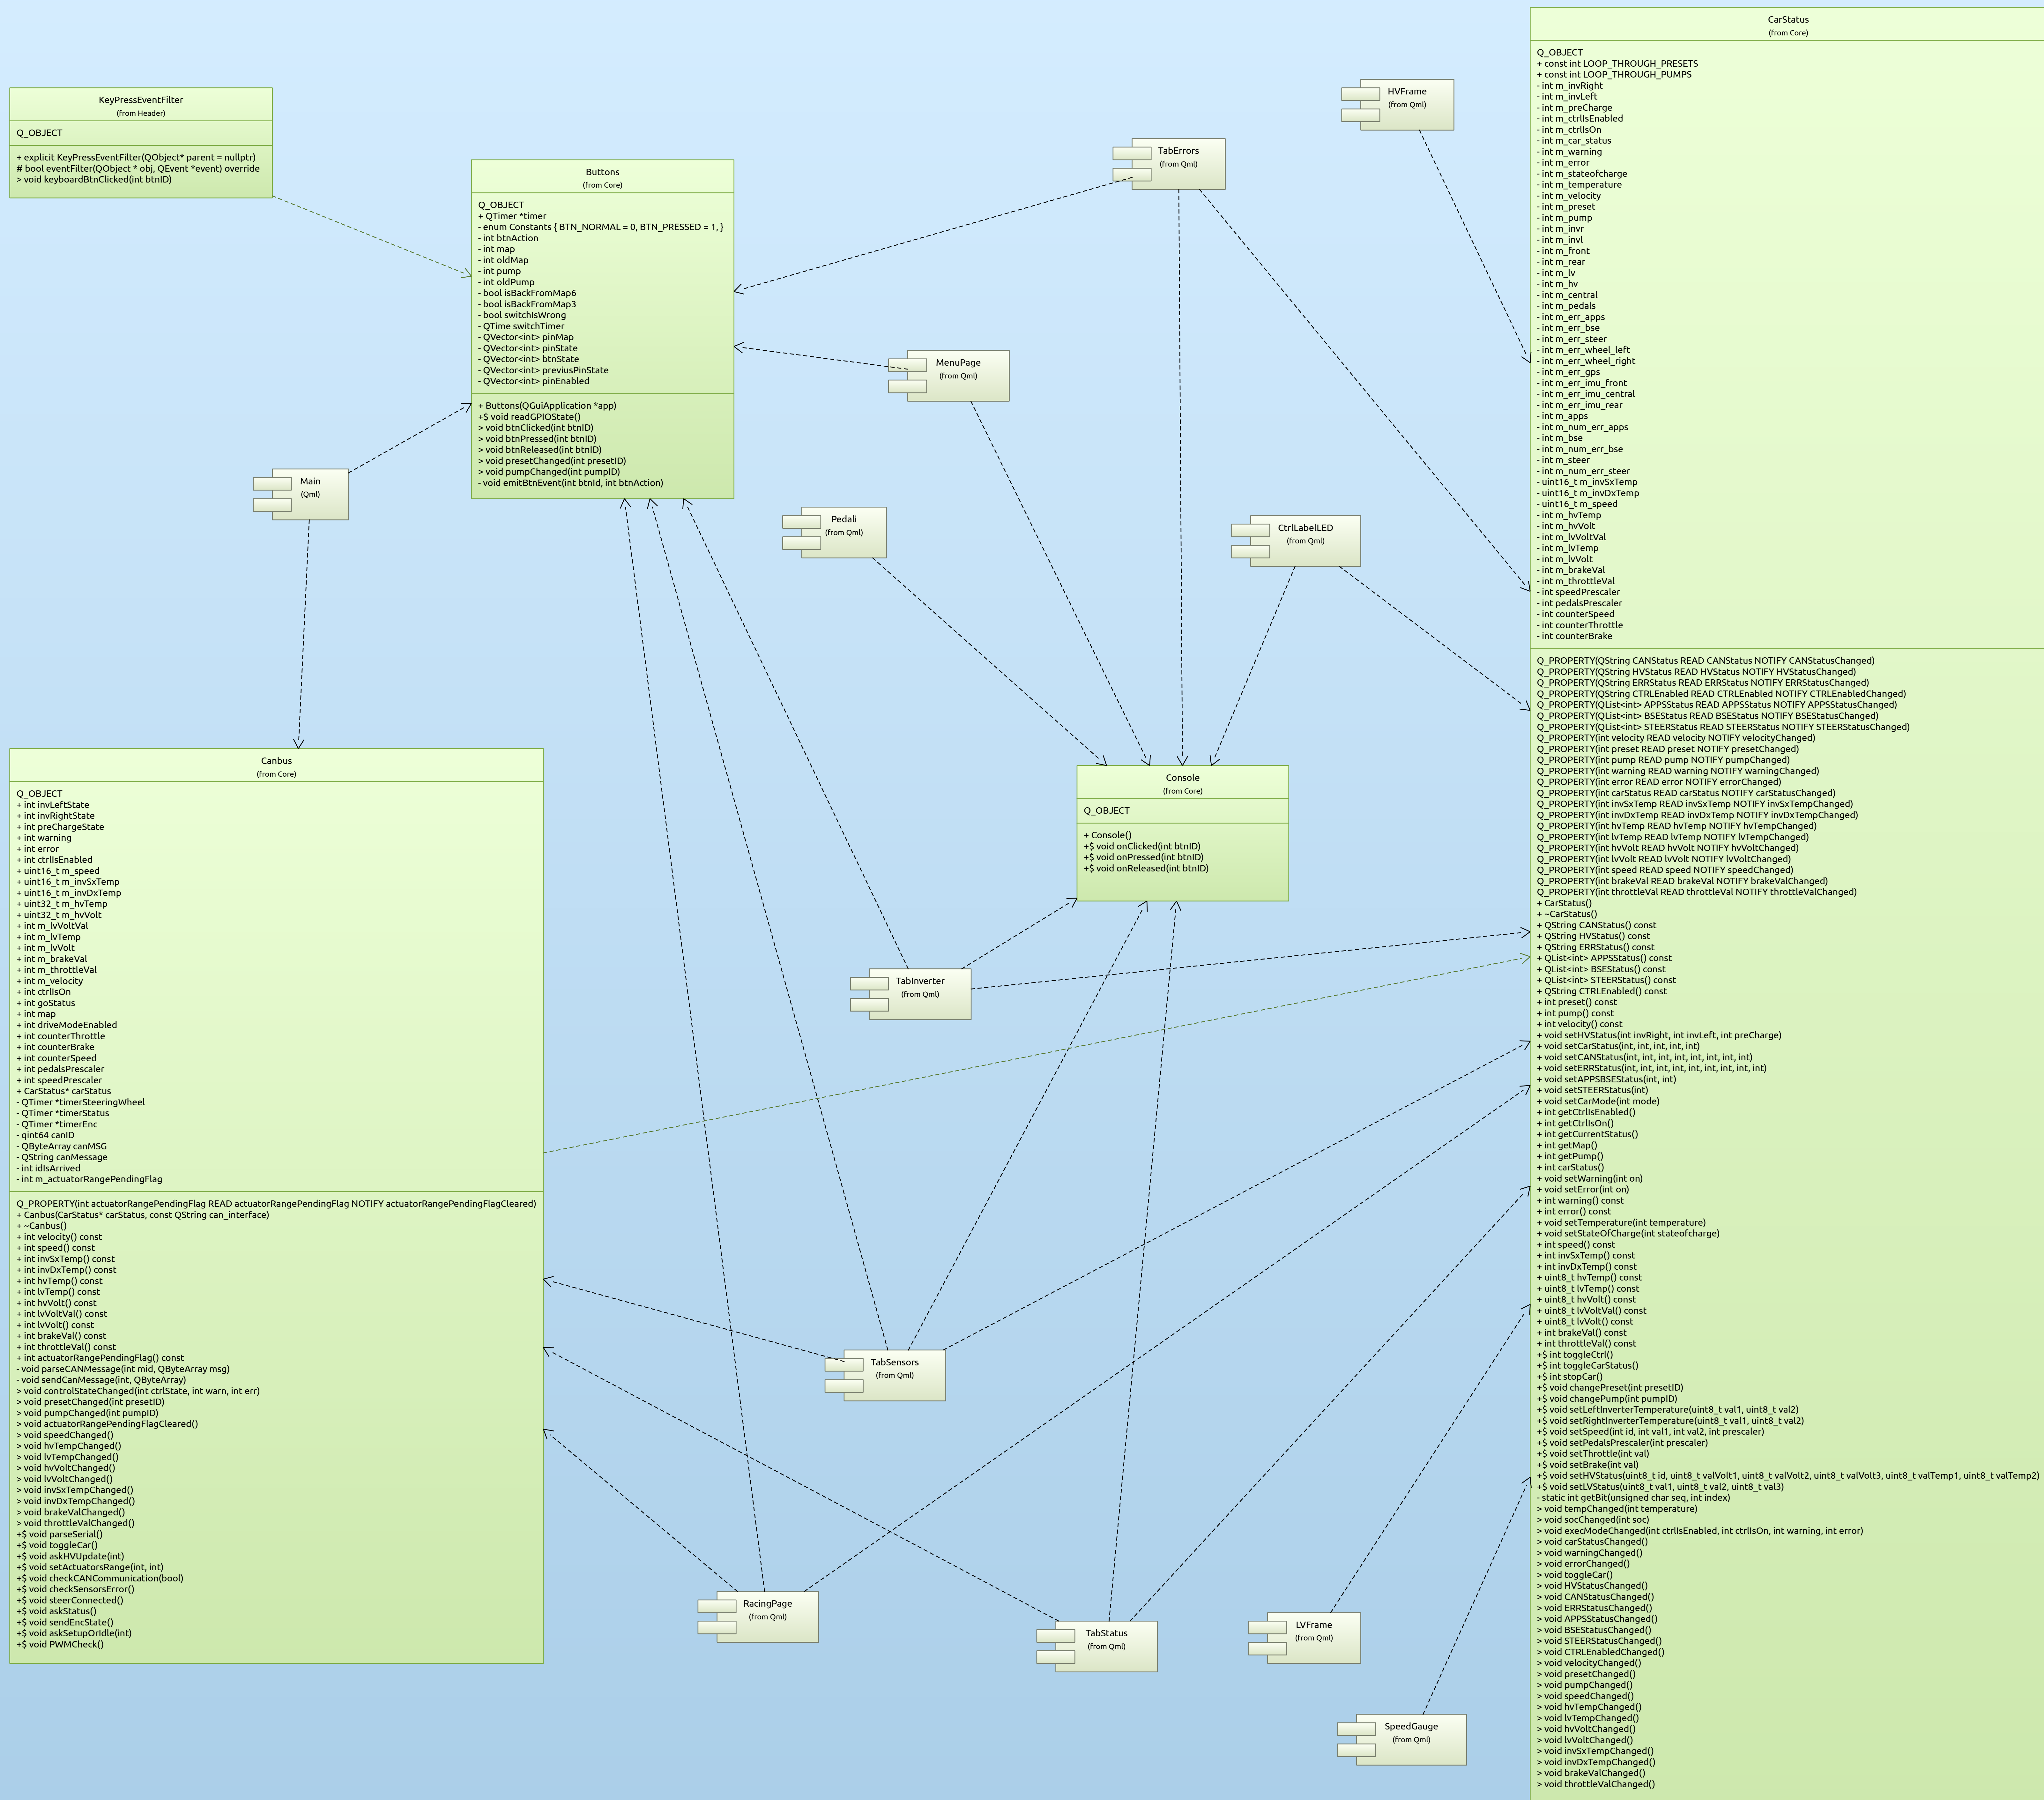 KeyPressEventFilter
(from Header)
Q_OBJECT
+ explicit KeyPressEventFilter(QObject* parent = nullptr)
# bool eventFilter(QObject * obj, QEvent *event) override
> void keyboardBtnClicked(int btnID)
Buttons
(from Core)
Q_OBJECT
+ QTimer *timer
- enum Constants { BTN_NORMAL = 0, BTN_PRESSED = 1, }
- int btnAction
- int map
- int oldMap
- int pump
- int oldPump
- bool isBackFromMap6
- bool isBackFromMap3
- bool switchIsWrong
- QTime switchTimer
- QVector<int> pinMap
- QVector<int> pinState
- QVector<int> btnState
- QVector<int> previusPinState
- QVector<int> pinEnabled
+ Buttons(QGuiApplication *app)
+$ void readGPIOState()
> void btnClicked(int btnID)
> void btnPressed(int btnID)
> void btnReleased(int btnID)
> void presetChanged(int presetID)
> void pumpChanged(int pumpID)
- void emitBtnEvent(int btnId, int btnAction)
TabErrors
(from Qml)
HVFrame
(from Qml)
MenuPage
(from Qml)
Main
(Qml)
Pedali
(from Qml)
CtrlLabelLED
(from Qml)
Canbus
(from Core)
Q_OBJECT
+ int invLeftState
+ int invRightState
+ int preChargeState
+ int warning
+ int error
+ int ctrlIsEnabled
+ uint16_t m_speed
+ uint16_t m_invSxTemp
+ uint16_t m_invDxTemp
+ uint32_t m_hvTemp
+ uint32_t m_hvVolt
+ int m_lvVoltVal
+ int m_lvTemp
+ int m_lvVolt
+ int m_brakeVal
+ int m_throttleVal
+ int m_velocity
+ int ctrlIsOn
+ int goStatus
+ int map
+ int driveModeEnabled
+ int counterThrottle
+ int counterBrake
+ int counterSpeed
+ int pedalsPrescaler
+ int speedPrescaler
+ CarStatus* carStatus
- QTimer *timerSteeringWheel
- QTimer *timerStatus
- QTimer *timerEnc
- qint64 canID
- QByteArray canMSG
- QString canMessage
- int idIsArrived
- int m_actuatorRangePendingFlag
Q_PROPERTY(int actuatorRangePendingFlag READ actuatorRangePendingFlag NOTIFY actuatorRangePendingFlagCleared)
+ Canbus(CarStatus* carStatus, const QString can_interface)
+ ~Canbus()
+ int velocity() const
+ int speed() const
+ int invSxTemp() const
+ int invDxTemp() const
+ int hvTemp() const
+ int lvTemp() const
+ int hvVolt() const
+ int lvVoltVal() const
+ int lvVolt() const
+ int brakeVal() const
+ int throttleVal() const
+ int actuatorRangePendingFlag() const
- void parseCANMessage(int mid, QByteArray msg)
- void sendCanMessage(int, QByteArray)
> void controlStateChanged(int ctrlState, int warn, int err)
> void presetChanged(int presetID)
> void pumpChanged(int pumpID)
> void actuatorRangePendingFlagCleared()
> void speedChanged()
> void hvTempChanged()
> void lvTempChanged()
> void hvVoltChanged()
> void lvVoltChanged()
> void invSxTempChanged()
> void invDxTempChanged()
> void brakeValChanged()
> void throttleValChanged()
+$ void parseSerial()
+$ void toggleCar()
+$ void askHVUpdate(int)
+$ void setActuatorsRange(int, int)
+$ void checkCANCommunication(bool)
+$ void checkSensorsError()
+$ void steerConnected()
+$ void askStatus()
+$ void sendEncState()
+$ void askSetupOrIdle(int)
+$ void PWMCheck()
Console
(from Core)
Q_OBJECT
+ Console()
+$ void onClicked(int btnID)
+$ void onPressed(int btnID)
+$ void onReleased(int btnID)
TabInverter
(from Qml)
TabSensors
(from Qml)
RacingPage
(from Qml)
TabStatus
(from Qml)
LVFrame
(from Qml)
SpeedGauge
(from Qml)
CarStatus
(from Core)
Q_OBJECT
+ const int LOOP_THROUGH_PRESETS
+ const int LOOP_THROUGH_PUMPS
- int m_invRight
- int m_invLeft
- int m_preCharge
- int m_ctrlIsEnabled
- int m_ctrlIsOn
- int m_car_status
- int m_warning
- int m_error
- int m_stateofcharge
- int m_temperature
- int m_velocity
- int m_preset
- int m_pump
- int m_invr
- int m_invl
- int m_front
- int m_rear
- int m_lv
- int m_hv
- int m_central
- int m_pedals
- int m_err_apps
- int m_err_bse
- int m_err_steer
- int m_err_wheel_left
- int m_err_wheel_right
- int m_err_gps
- int m_err_imu_front
- int m_err_imu_central
- int m_err_imu_rear
- int m_apps
- int m_num_err_apps
- int m_bse
- int m_num_err_bse
- int m_steer
- int m_num_err_steer
- uint16_t m_invSxTemp
- uint16_t m_invDxTemp
- uint16_t m_speed
- int m_hvTemp
- int m_hvVolt
- int m_lvVoltVal
- int m_lvTemp
- int m_lvVolt
- int m_brakeVal
- int m_throttleVal
- int speedPrescaler
- int pedalsPrescaler
- int counterSpeed
- int counterThrottle
- int counterBrake
Q_PROPERTY(QString CANStatus READ CANStatus NOTIFY CANStatusChanged)
Q_PROPERTY(QString HVStatus READ HVStatus NOTIFY HVStatusChanged)
Q_PROPERTY(QString ERRStatus READ ERRStatus NOTIFY ERRStatusChanged)
Q_PROPERTY(QString CTRLEnabled READ CTRLEnabled NOTIFY CTRLEnabledChanged)
Q_PROPERTY(QList<int> APPSStatus READ APPSStatus NOTIFY APPSStatusChanged)
Q_PROPERTY(QList<int> BSEStatus READ BSEStatus NOTIFY BSEStatusChanged)
Q_PROPERTY(QList<int> STEERStatus READ STEERStatus NOTIFY STEERStatusChanged)
Q_PROPERTY(int velocity READ velocity NOTIFY velocityChanged)
Q_PROPERTY(int preset READ preset NOTIFY presetChanged)
Q_PROPERTY(int pump READ pump NOTIFY pumpChanged)
Q_PROPERTY(int warning READ warning NOTIFY warningChanged)
Q_PROPERTY(int error READ error NOTIFY errorChanged)
Q_PROPERTY(int carStatus READ carStatus NOTIFY carStatusChanged)
Q_PROPERTY(int invSxTemp READ invSxTemp NOTIFY invSxTempChanged)
Q_PROPERTY(int invDxTemp READ invDxTemp NOTIFY invDxTempChanged)
Q_PROPERTY(int hvTemp READ hvTemp NOTIFY hvTempChanged)
Q_PROPERTY(int lvTemp READ lvTemp NOTIFY lvTempChanged)
Q_PROPERTY(int hvVolt READ hvVolt NOTIFY hvVoltChanged)
Q_PROPERTY(int lvVolt READ lvVolt NOTIFY lvVoltChanged)
Q_PROPERTY(int speed READ speed NOTIFY speedChanged)
Q_PROPERTY(int brakeVal READ brakeVal NOTIFY brakeValChanged)
Q_PROPERTY(int throttleVal READ throttleVal NOTIFY throttleValChanged)
+ CarStatus()
+ ~CarStatus()
+ QString CANStatus() const
+ QString HVStatus() const
+ QString ERRStatus() const
+ QList<int> APPSStatus() const
+ QList<int> BSEStatus() const
+ QList<int> STEERStatus() const
+ QString CTRLEnabled() const
+ int preset() const
+ int pump() const
+ int velocity() const
+ void setHVStatus(int invRight, int invLeft, int preCharge)
+ void setCarStatus(int, int, int, int, int)
+ void setCANStatus(int, int, int, int, int, int, int, int)
+ void setERRStatus(int, int, int, int, int, int, int, int, int)
+ void setAPPSBSEStatus(int, int)
+ void setSTEERStatus(int)
+ void setCarMode(int mode)
+ int getCtrlIsEnabled()
+ int getCtrlIsOn()
+ int getCurrentStatus()
+ int getMap()
+ int getPump()
+ int carStatus()
+ void setWarning(int on)
+ void setError(int on)
+ int warning() const
+ int error() const
+ void setTemperature(int temperature)
+ void setStateOfCharge(int stateofcharge)
+ int speed() const
+ int invSxTemp() const
+ int invDxTemp() const
+ uint8_t hvTemp() const
+ uint8_t lvTemp() const
+ uint8_t hvVolt() const
+ uint8_t lvVoltVal() const
+ uint8_t lvVolt() const
+ int brakeVal() const
+ int throttleVal() const
+$ int toggleCtrl()
+$ int toggleCarStatus()
+$ int stopCar()
+$ void changePreset(int presetID)
+$ void changePump(int pumpID)
+$ void setLeftInverterTemperature(uint8_t val1, uint8_t val2)
+$ void setRightInverterTemperature(uint8_t val1, uint8_t val2)
+$ void setSpeed(int id, int val1, int val2, int prescaler)
+$ void setPedalsPrescaler(int prescaler)
+$ void setThrottle(int val)
+$ void setBrake(int val)
+$ void setHVStatus(uint8_t id, uint8_t valVolt1, uint8_t valVolt2, uint8_t valVolt3, uint8_t valTemp1, uint8_t valTemp2)
+$ void setLVStatus(uint8_t val1, uint8_t val2, uint8_t val3)
- static int getBit(unsigned char seq, int index)
> void tempChanged(int temperature)
> void socChanged(int soc)
> void execModeChanged(int ctrlIsEnabled, int ctrlIsOn, int warning, int error)
> void carStatusChanged()
> void warningChanged()
> void errorChanged()
> void toggleCar()
> void HVStatusChanged()
> void CANStatusChanged()
> void ERRStatusChanged()
> void APPSStatusChanged()
> void BSEStatusChanged()
> void STEERStatusChanged()
> void CTRLEnabledChanged()
> void velocityChanged()
> void presetChanged()
> void pumpChanged()
> void speedChanged()
> void hvTempChanged()
> void lvTempChanged()
> void hvVoltChanged()
> void lvVoltChanged()
> void invSxTempChanged()
> void invDxTempChanged()
> void brakeValChanged()
> void throttleValChanged()